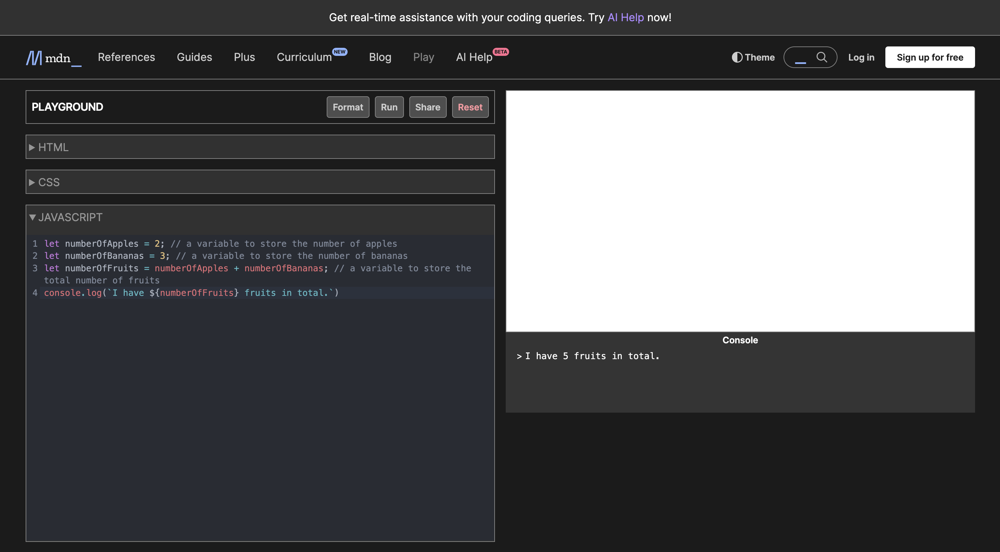 Get real-time assistance with your coding queries. Try AI Help now!
mdn_ References Guides Plus Curriculum NEW Blog Play AI Help BETA Theme Log in Sign up for free
PLAYGROUND Format Run Share Reset
HTML
CSS
JAVASCRIPT
1 let numberOfApples = 2; // a variable to store the number of apples
2 let numberOfBananas = 3; // a variable to store the number of bananas
3 let numberOfFruits = numberOfApples + numberOfBananas; // a variable to store the
total number of fruits
4 console.log(`I have ${numberOfFruits} fruits in total.`)
Console
> I have 5 fruits in total.